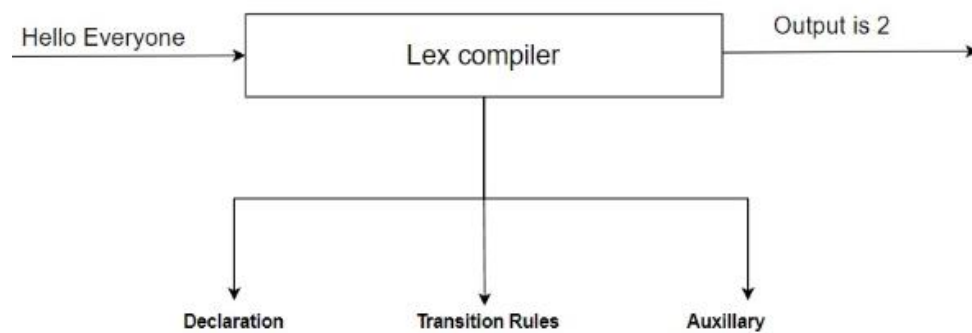 Hello Everyone
Lex compiler
Output is 2
Declaration
Transition Rules
Auxillary